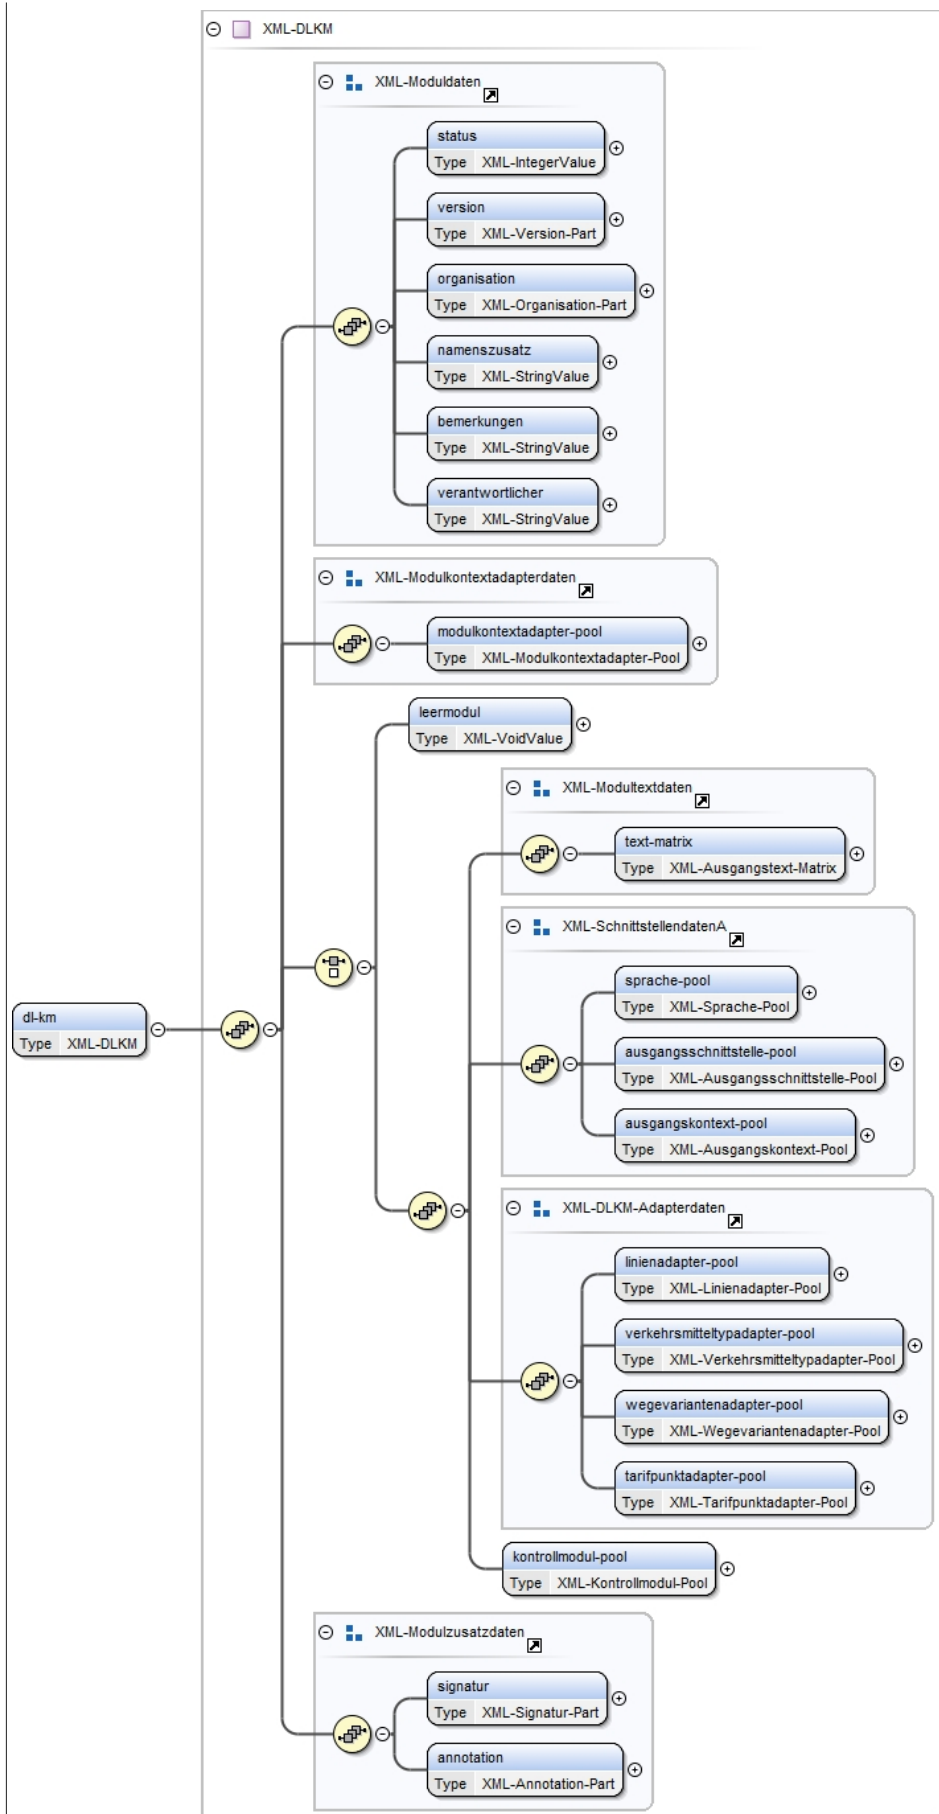 XML-DLKM
XML-Moduldaten
status
Type XML-IntegerValue
version
Type XML-Version-Part
organisation
Type XML-Organisation-Part
namenszusatz
Type XML-StringValue
bemerkungen
Type XML-StringValue
verantwortlicher
Type XML-StringValue
XML-Modulkontextadapterdaten
modulkontextadapter-pool
Type XML-Modulkontextadapter-Pool
leermodul
Type XML-VoidValue
XML-Modultextdaten
text-matrix
Type XML-Ausgangstext-Matrix
XML-SchnittstellendatenA
sprache-pool
Type XML-Sprache-Pool
dl-km
Type XML-DLKM
ausgangsschnittstelle-pool
Type XML-Ausgangsschnittstelle-Pool
ausgangskontext-pool
Type XML-Ausgangskontext-Pool
XML-DLKM-Adapterdaten
linienadapter-pool
Type XML-Linienadapter-Pool
verkehrsmitteltypadapter-pool
Type XML-Verkehrsmitteltypadapter-Pool
wegevariantenadapter-pool
Type XML-Wegevariantenadapter-Pool
tarifpunktadapter-pool
Type XML-Tarifpunktadapter-Pool
kontrollmodul-pool
Type XML-Kontrollmodul-Pool
XML-Modulzusatzdaten
signatur
Type XML-Signatur-Part
annotation
Type XML-Annotation-Part